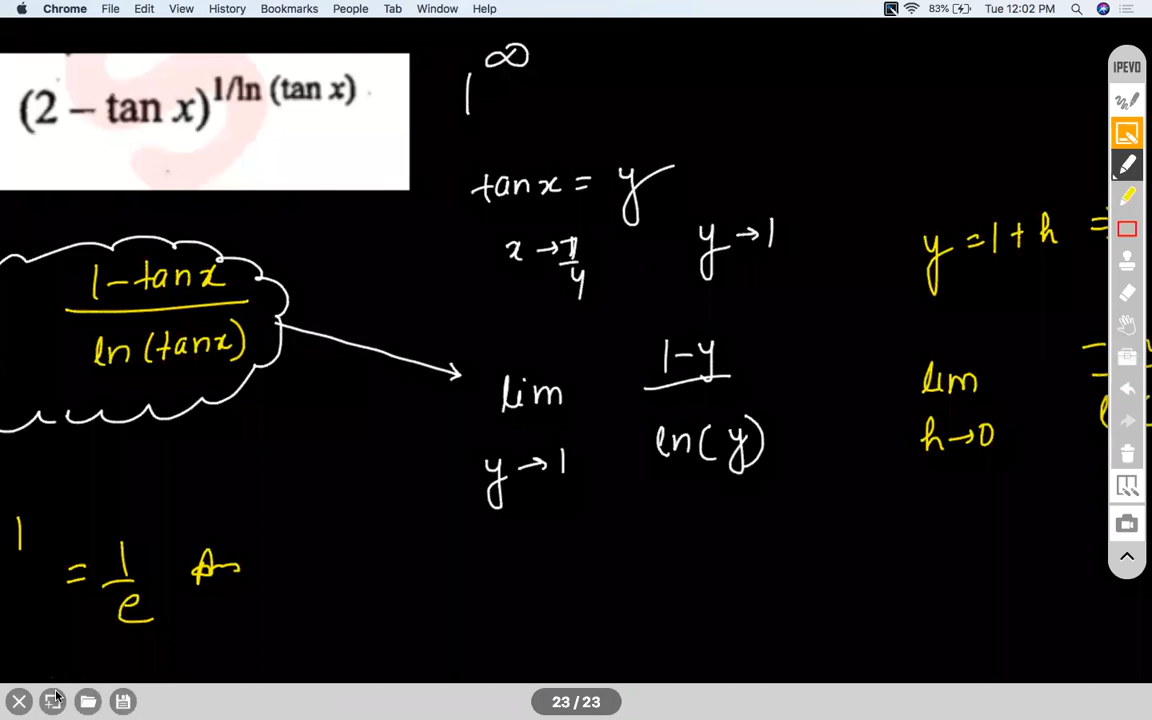 Chrome File Edit View History Bookmarks People Tab Window Help 83% Tue 12:02 PM
IPEVO
(2 – tan x)^{1/ln (tan x)}
1^∞
tan x = y
x → π/4 y → 1
y = 1 + h =
1 - tan x
ln (tan x)
lim 1 - y
y → 1 ln( y)
lim
h → 0
1
= 1/e Ans
23 / 23